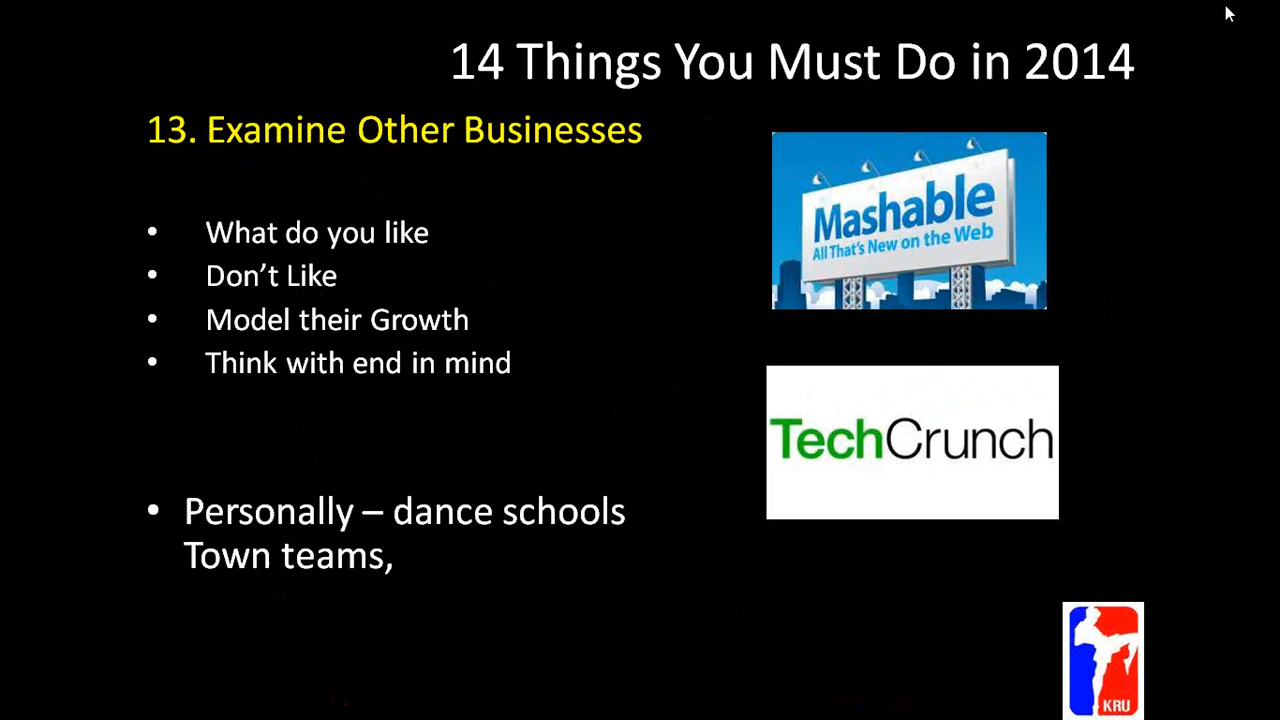 14 Things You Must Do in 2014
13. Examine Other Businesses
• What do you like
• Don’t Like
• Model their Growth
• Think with end in mind
• Personally – dance schools
Town teams,
Mashable
All That's New on the Web
TechCrunch
KRU